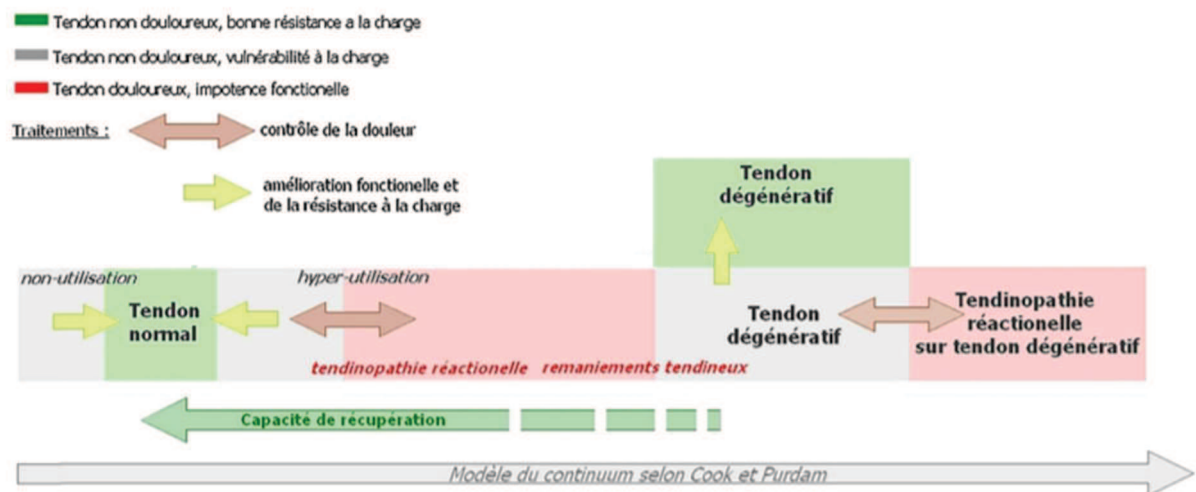 Tendon non douloureux, bonne résistance a la charge
Tendon non douloureux, vulnérabilité à la charge
Tendon douloureux, impotence fonctionelle
Traitements :
contrôle de la douleur
amélioration fonctionelle et
de la résistance à la charge
Tendon
dégénératif
non-utilisation
hyper-utilisation
Tendon
normal
Tendon
dégénératif
Tendinopathie
réactionelle
sur tendon dégénératif
tendinopathie réactionelle
remaniements tendineux
Capacité de récupération
Modèle du continuum selon Cook et Purdam